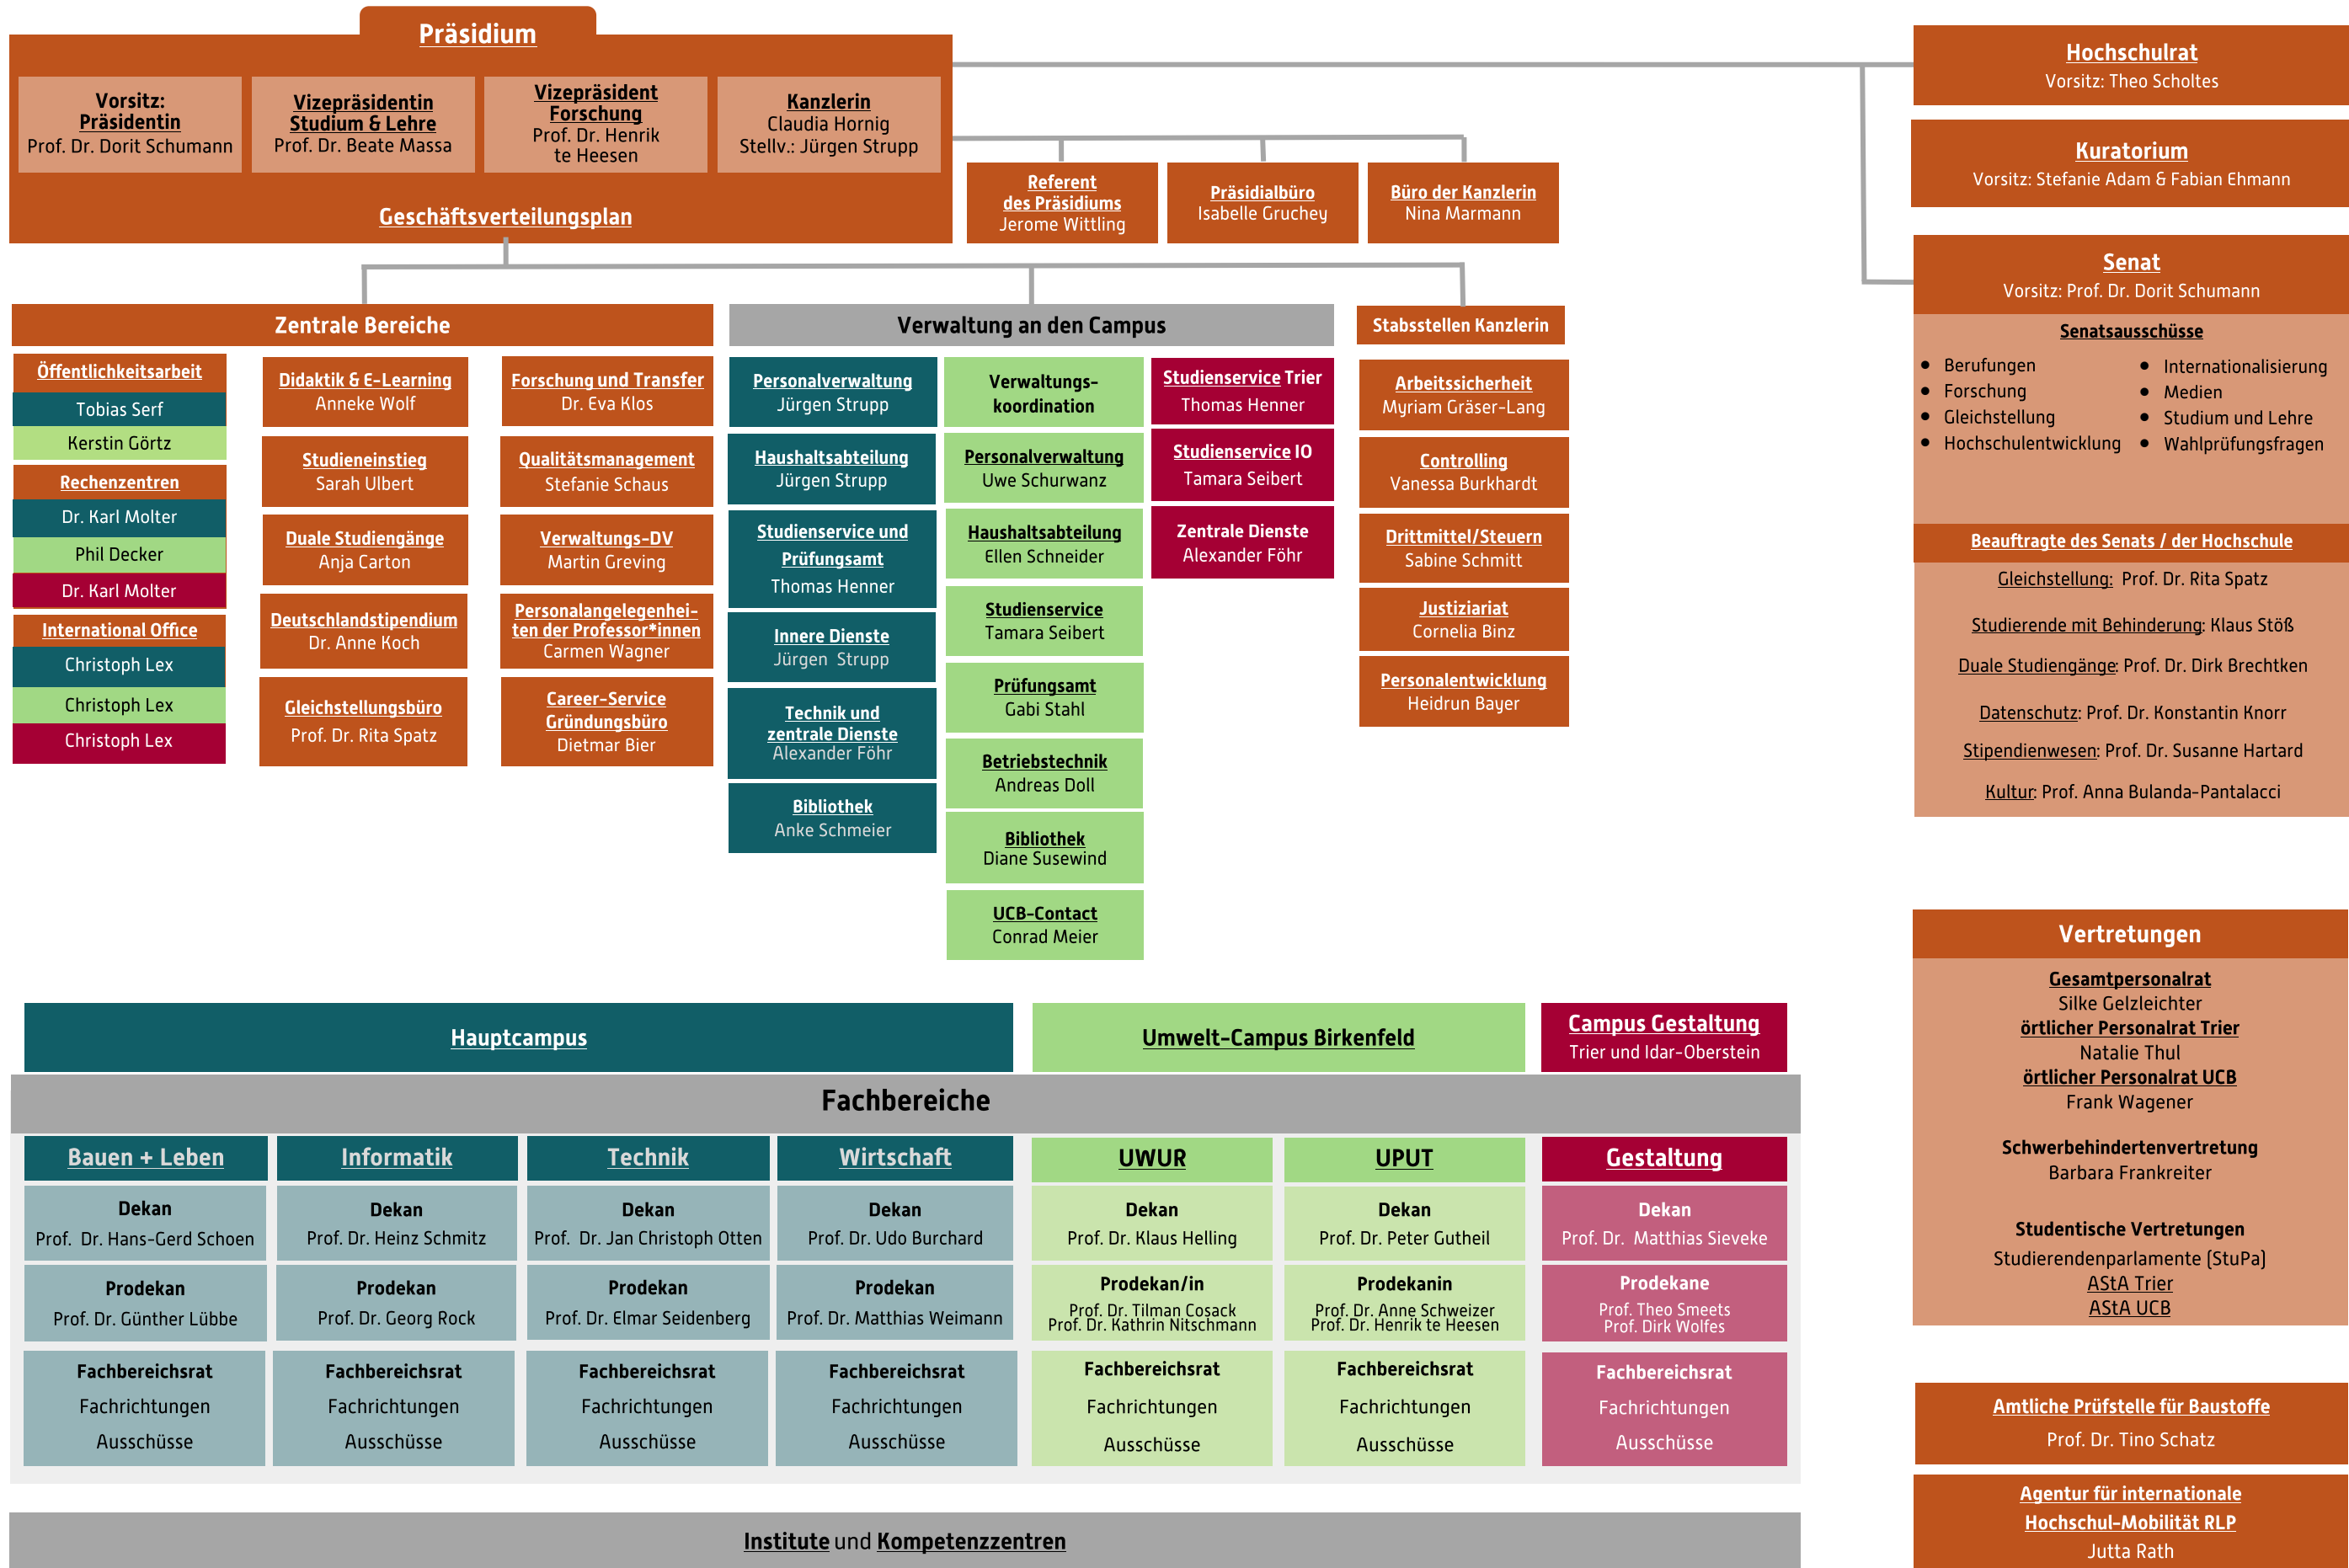 Präsidium
Vorsitz:
Präsidentin
Prof. Dr. Dorit Schumann
Vizepräsidentin
Studium & Lehre
Prof. Dr. Beate Massa
Vizepräsident
Forschung
Prof. Dr. Henrik
te Heesen
Kanzlerin
Claudia Hornig
Stellv.: Jürgen Strupp
Geschäftsverteilungsplan
Referent
des Präsidiums
Jerome Wittling
Präsidialbüro
Isabelle Gruchey
Büro der Kanzlerin
Nina Marmann
Hochschulrat
Vorsitz: Theo Scholtes
Kuratorium
Vorsitz: Stefanie Adam & Fabian Ehmann
Senat
Vorsitz: Prof. Dr. Dorit Schumann
Senatsausschüsse
• Berufungen
• Forschung
• Gleichstellung
• Hochschulentwicklung
• Internationalisierung
• Medien
• Studium und Lehre
• Wahlprüfungsfragen
Beauftragte des Senats / der Hochschule
Gleichstellung: Prof. Dr. Rita Spatz
Studierende mit Behinderung: Klaus Stöß
Duale Studiengänge: Prof. Dr. Dirk Brechtken
Datenschutz: Prof. Dr. Konstantin Knorr
Stipendienwesen: Prof. Dr. Susanne Hartard
Kultur: Prof. Anna Bulanda-Pantalacci
Zentrale Bereiche
Öffentlichkeitsarbeit
Tobias Serf
Kerstin Görtz
Rechenzentren
Dr. Karl Molter
Phil Decker
Dr. Karl Molter
International Office
Christoph Lex
Christoph Lex
Christoph Lex
Didaktik & E-Learning
Anneke Wolf
Studieneinstieg
Sarah Ulbert
Duale Studiengänge
Anja Carton
Deutschlandstipendium
Dr. Anne Koch
Gleichstellungsbüro
Prof. Dr. Rita Spatz
Forschung und Transfer
Dr. Eva Klos
Qualitätsmanagement
Stefanie Schaus
Verwaltungs-DV
Martin Greving
Personalangelegenhei-
ten der Professor*innen
Carmen Wagner
Career-Service
Gründungsbüro
Dietmar Bier
Verwaltung an den Campus
Personalverwaltung
Jürgen Strupp
Haushaltsabteilung
Jürgen Strupp
Studienservice und
Prüfungsamt
Thomas Henner
Innere Dienste
Jürgen Strupp
Technik und
zentrale Dienste
Alexander Föhr
Bibliothek
Anke Schmeier
Verwaltungs-
koordination
Personalverwaltung
Uwe Schurwanz
Haushaltsabteilung
Ellen Schneider
Studienservice
Tamara Seibert
Prüfungsamt
Gabi Stahl
Betriebstechnik
Andreas Doll
Bibliothek
Diane Susewind
UCB-Contact
Conrad Meier
Studienservice Trier
Thomas Henner
Studienservice IO
Tamara Seibert
Zentrale Dienste
Alexander Föhr
Stabsstellen Kanzlerin
Arbeitssicherheit
Myriam Gräser-Lang
Controlling
Vanessa Burkhardt
Drittmittel/Steuern
Sabine Schmitt
Justiziariat
Cornelia Binz
Personalentwicklung
Heidrun Bayer
Vertretungen
Gesamtpersonalrat
Silke Gelzleichter
örtlicher Personalrat Trier
Natalie Thul
örtlicher Personalrat UCB
Frank Wagener
Schwerbehindertenvertretung
Barbara Frankreiter
Studentische Vertretungen
Studierendenparlamente (StuPa)
AStA Trier
AStA UCB
Hauptcampus
Umwelt-Campus Birkenfeld
Campus Gestaltung
Trier und Idar-Oberstein
Fachbereiche
Bauen + Leben
Dekan
Prof. Dr. Hans-Gerd Schoen
Prodekan
Prof. Dr. Günther Lübbe
Fachbereichsrat
Fachrichtungen
Ausschüsse
Informatik
Dekan
Prof. Dr. Heinz Schmitz
Prodekan
Prof. Dr. Georg Rock
Fachbereichsrat
Fachrichtungen
Ausschüsse
Technik
Dekan
Prof. Dr. Jan Christoph Otten
Prodekan
Prof. Dr. Elmar Seidenberg
Fachbereichsrat
Fachrichtungen
Ausschüsse
Wirtschaft
Dekan
Prof. Dr. Udo Burchard
Prodekan
Prof. Dr. Matthias Weimann
Fachbereichsrat
Fachrichtungen
Ausschüsse
UWUR
Dekan
Prof. Dr. Klaus Helling
Prodekan/in
Prof. Dr. Tilman Cosack
Prof. Dr. Kathrin Nitschmann
Fachbereichsrat
Fachrichtungen
Ausschüsse
UPUT
Dekan
Prof. Dr. Peter Gutheil
Prodekanin
Prof. Dr. Anne Schweizer
Prof. Dr. Henrik te Heesen
Fachbereichsrat
Fachrichtungen
Ausschüsse
Gestaltung
Dekan
Prof. Dr. Matthias Sieveke
Prodekane
Prof. Theo Smeets
Prof. Dirk Wolfes
Fachbereichsrat
Fachrichtungen
Ausschüsse
Amtliche Prüfstelle für Baustoffe
Prof. Dr. Tino Schatz
Agentur für internationale
Hochschul-Mobilität RLP
Jutta Rath
Institute und Kompetenzzentren